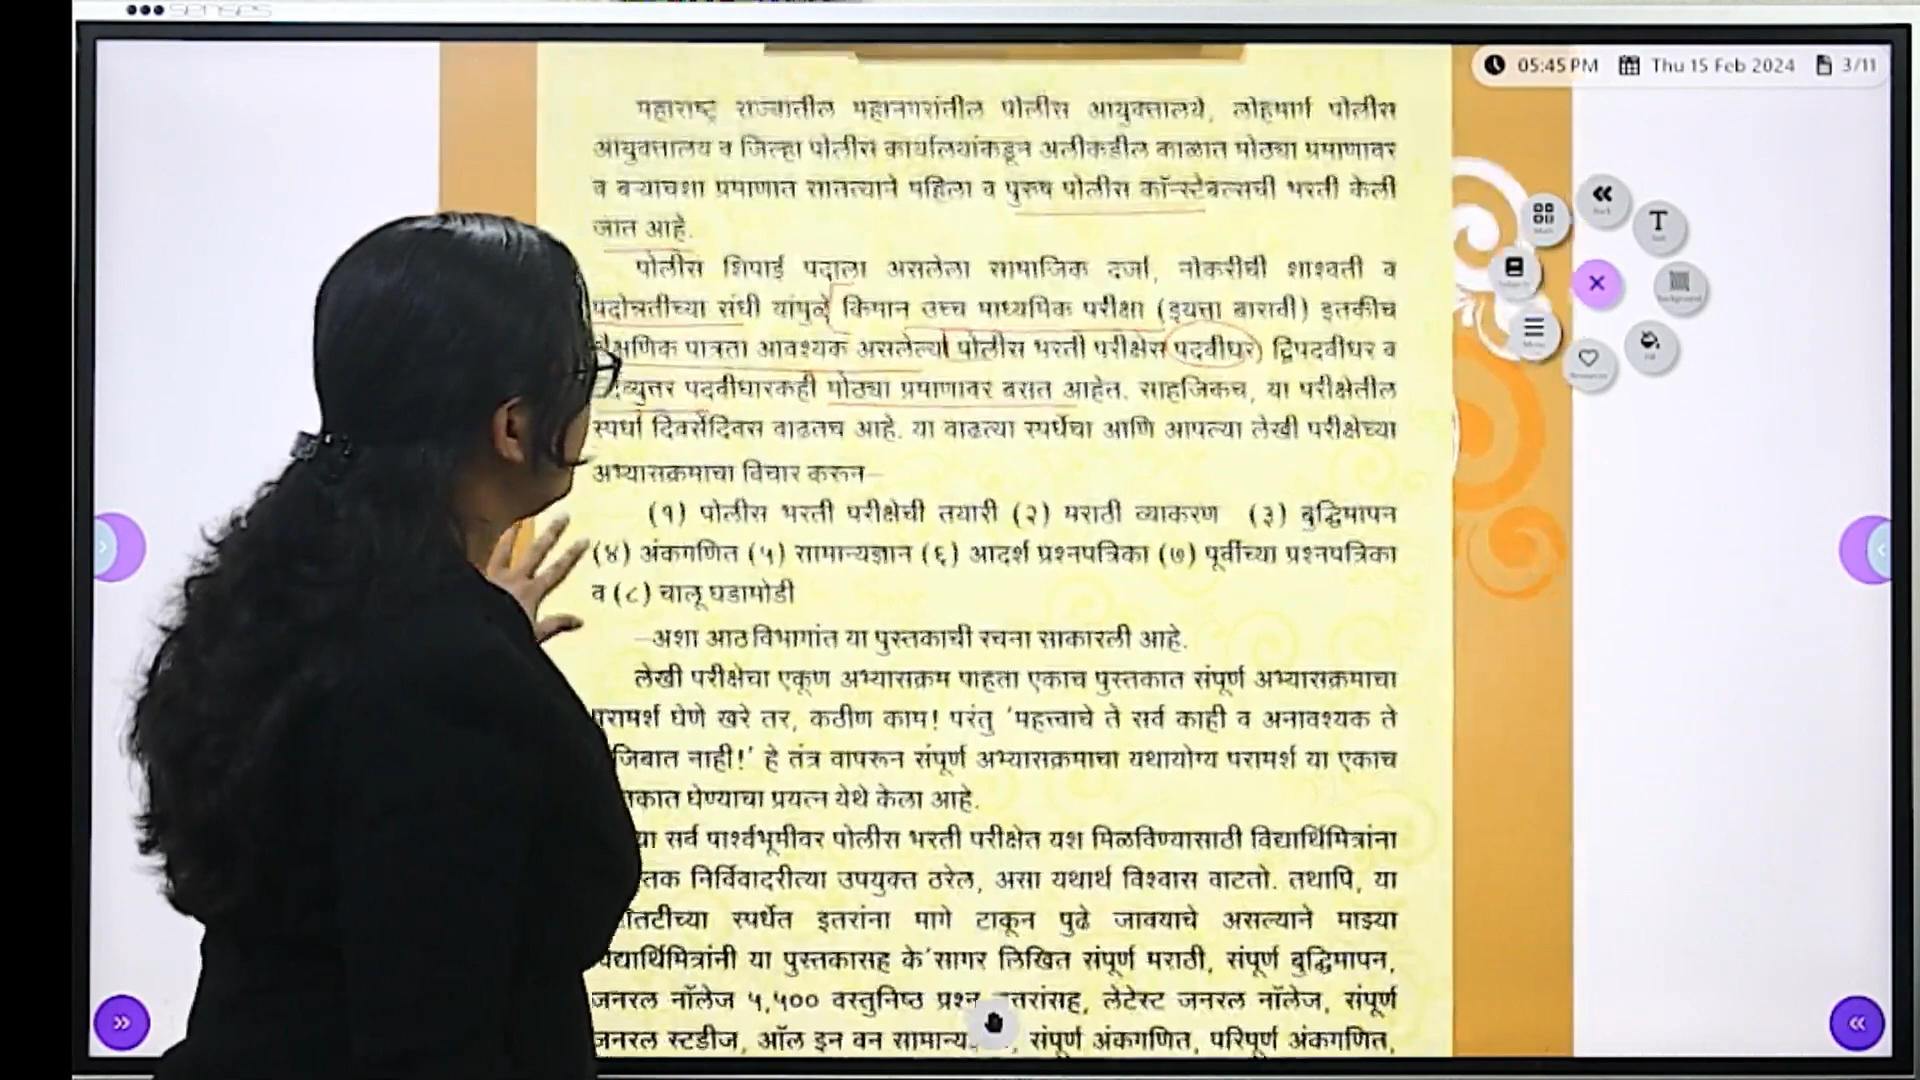 senses
05:45 PM Thu 15 Feb 2024 3/11
महाराष्ट्र राज्यातील महानगरांतील पोलीस आयुक्तालये, लोहमार्ग पोलीस
आयुक्तालय व जिल्हा पोलीस कार्यालयांकडून अलीकडील काळात मोठ्या प्रमाणावर
व बऱ्याचशा प्रमाणात सातत्याने महिला व पुरुष पोलीस कॉन्स्टेबल्सची भरती केली
जात आहे.
पोलीस शिपाई पदाला असलेला सामाजिक दर्जा, नोकरीची शाश्वती व
पदोन्नतीच्या संधी यांमुळे किमान उच्च माध्यमिक परीक्षा (इयत्ता बारावी) इतकीच
पात्रता आवश्यक असलेल्या पोलीस भरती परीक्षेस पदवीधर, द्विपदवीधर व
पदवीधारकही मोठ्या प्रमाणावर बसत आहेत. साहजिकच, या परीक्षेतील
स्पर्धा दिवसेंदिवस वाढतच आहे. या वाढत्या स्पर्धेचा आणि आपल्या लेखी परीक्षेच्या
अभ्यासक्रमाचा विचार करून–
(१) पोलीस भरती परीक्षेची तयारी (२) मराठी व्याकरण (३) बुद्धिमापन
(४) अंकगणित (५) सामान्यज्ञान (६) आदर्श प्रश्नपत्रिका (७) पूर्वीच्या प्रश्नपत्रिका
व (८) चालू घडामोडी
–अशा आठ विभागांत या पुस्तकाची रचना साकारली आहे.
लेखी परीक्षेचा एकूण अभ्यासक्रम पाहता एकाच पुस्तकात संपूर्ण अभ्यासक्रमाचा
परामर्श घेणे खरे तर, कठीण काम! परंतु 'महत्त्वाचे ते सर्व काही व अनावश्यक ते
नाही!' हे तंत्र वापरून संपूर्ण अभ्यासक्रमाचा यथायोग्य परामर्श या एकाच
घेण्याचा प्रयत्न येथे केला आहे.
या सर्व पार्श्वभूमीवर पोलीस भरती परीक्षेत यश मिळविण्यासाठी विद्यार्थिमित्रांना
निर्विवादरीत्या उपयुक्त ठरेल, असा यथार्थ विश्वास वाटतो. तथापि, या
स्पर्धेत इतरांना मागे टाकून पुढे जावयाचे असल्याने माझ्या
विद्यार्थिमित्रांनी या पुस्तकासह के'सागर लिखित संपूर्ण मराठी, संपूर्ण बुद्धिमापन,
जनरल नॉलेज ५,५०० वस्तुनिष्ठ प्रश्न लेटेस्ट जनरल नॉलेज, संपूर्ण
जनरल स्टडीज, ऑल इन वन संपूर्ण अंकगणित, परिपूर्ण अंकगणित,
Back
T
Text
Math
Menu
Fill